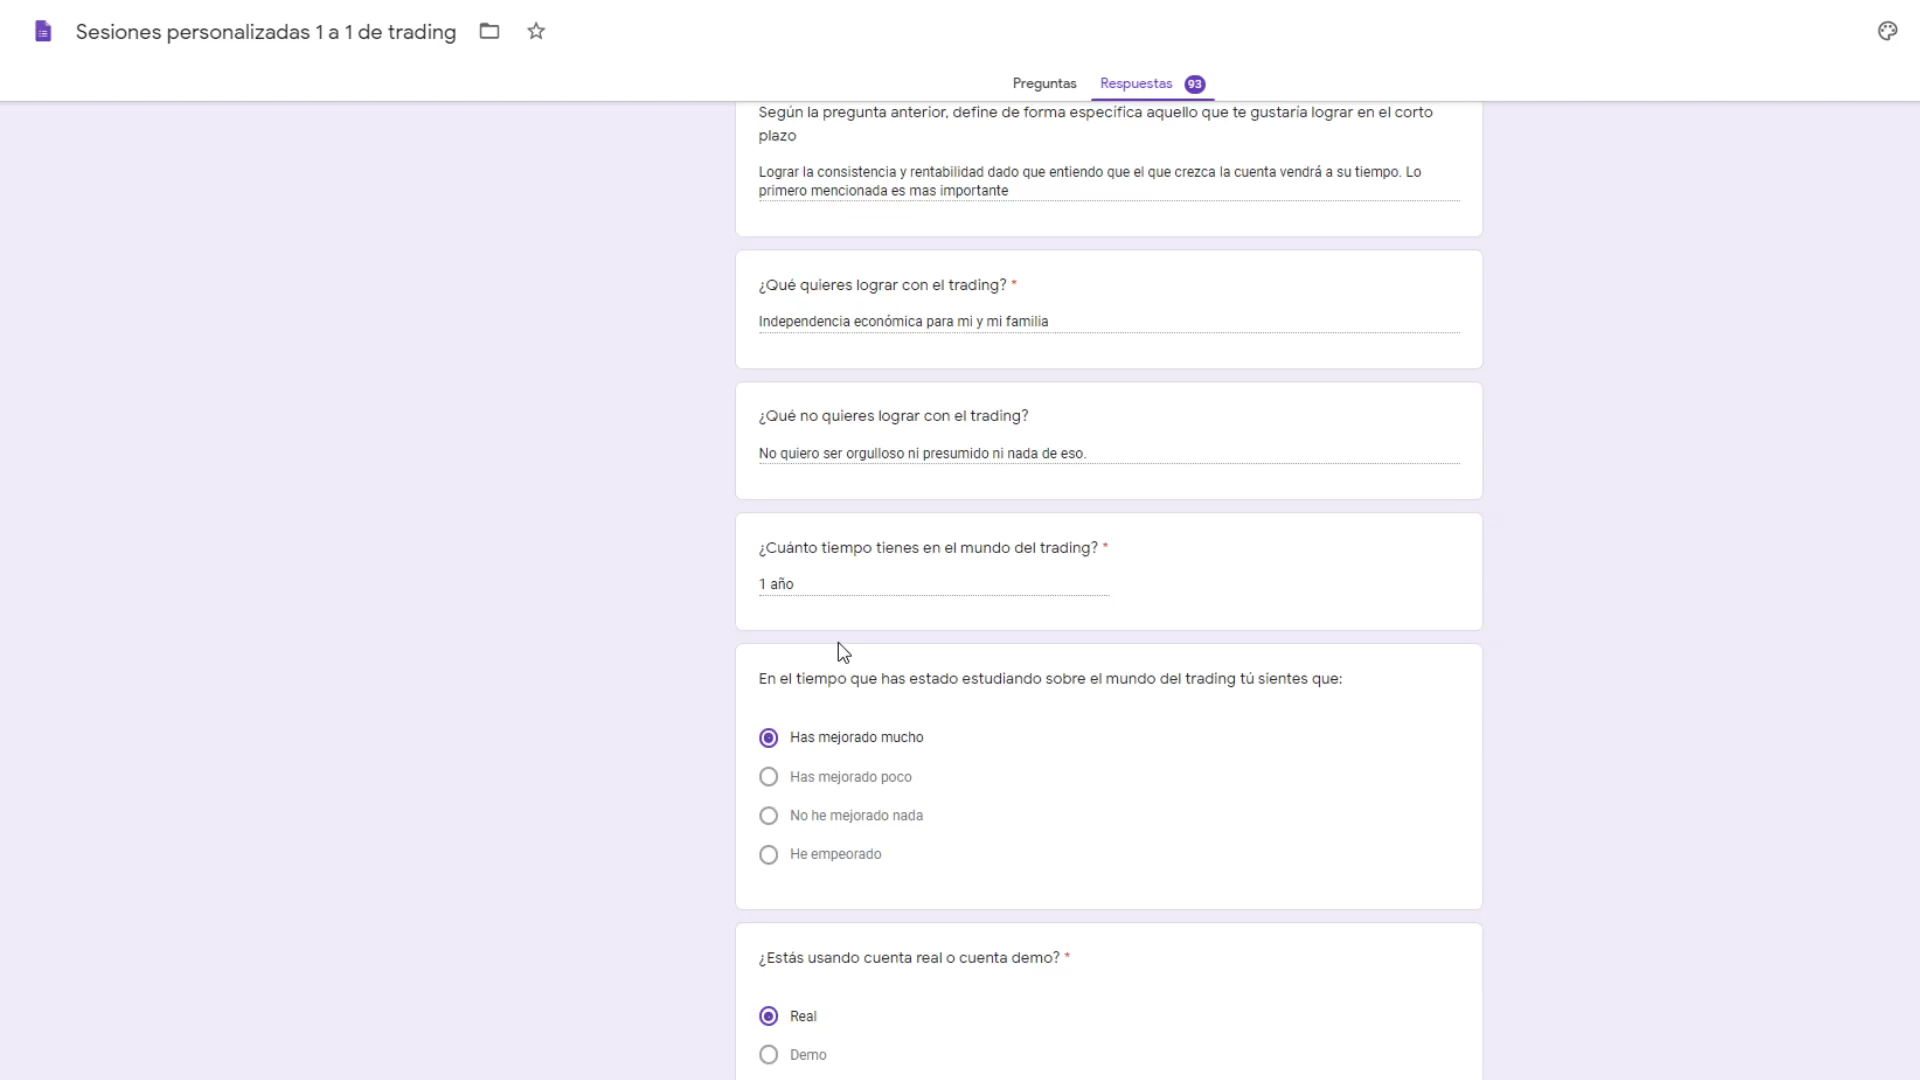 Sesiones personalizadas 1 a 1 de trading
Preguntas
Respuestas 93
Según la pregunta anterior, define de forma específica aquello que te gustaría lograr en el corto
plazo
Lograr la consistencia y rentabilidad dado que entiendo que el que crezca la cuenta vendrá a su tiempo. Lo
primero mencionada es mas importante
¿Qué quieres lograr con el trading? *
Independencia económica para mi y mi familia
¿Qué no quieres lograr con el trading?
No quiero ser orgulloso ni presumido ni nada de eso.
¿Cuánto tiempo tienes en el mundo del trading? *
1 año
En el tiempo que has estado estudiando sobre el mundo del trading tú sientes que:
Has mejorado mucho
Has mejorado poco
No he mejorado nada
He empeorado
¿Estás usando cuenta real o cuenta demo? *
Real
Demo